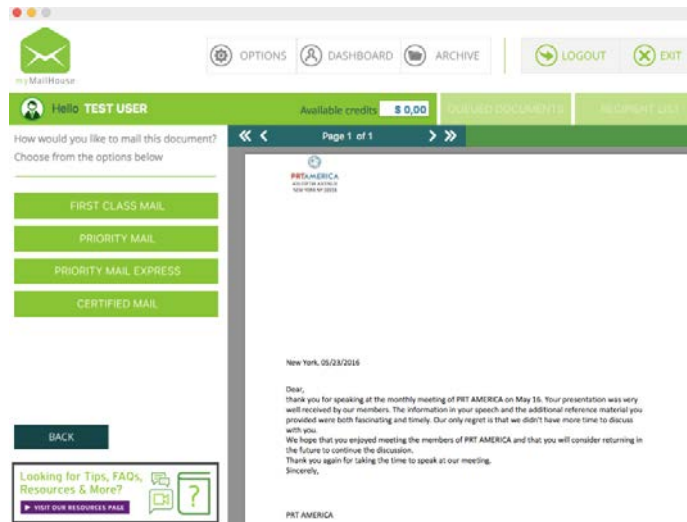 myMailHouse
OPTIONS
DASHBOARD
ARCHIVE
LOGOUT
EXIT
Hello TEST USER
Available credits $ 0,00
QUEUED DOCUMENTS
RECIPIENT LIST
How would you like to mail this document?
Choose from the options below
FIRST CLASS MAIL
PRIORITY MAIL
PRIORITY MAIL EXPRESS
CERTIFIED MAIL
BACK
Looking for Tips, FAQs,
Resources & More?
VISIT OUR RESOURCES PAGE
?
Page 1 of 1
PRTAMERICA
NEW YORK NY
New York, 05/23/2016
Dear,
thank you for speaking at the monthly meeting of PRT AMERICA on May 16. Your presentation was very
well received by our members. The information in your speech and the additional reference material you
provided were both fascinating and timely. Our only regret is that we didn't have more time to discuss
with you.
We hope that you enjoyed meeting the members of PRT AMERICA and that you will consider returning in
the future to continue the discussion.
Thank you again for taking the time to speak at our meeting.
Sincerely,
PRT AMERICA